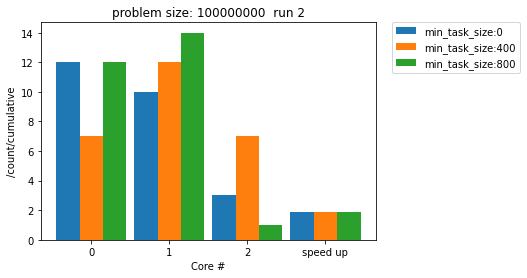 problem size: 100000000  run 2
14
12
10
8
6
4
2
0
/count/cumulative
0 1 2 speed up
Core #
min_task_size:0
min_task_size:400
min_task_size:800